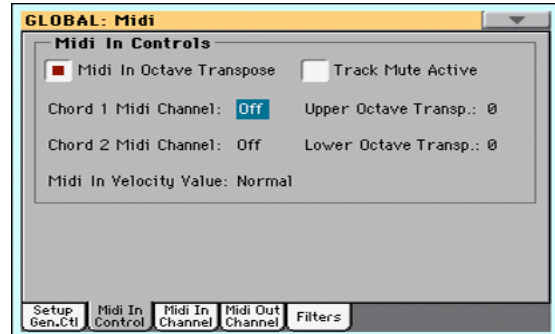 GLOBAL: Midi
Midi In Controls
Midi In Octave Transpose Track Mute Active
Chord 1 Midi Channel: Off Upper Octave Transp.: 0
Chord 2 Midi Channel: Off Lower Octave Transp.: 0
Midi In Velocity Value: Normal
Setup Midi In Midi In Midi Out Filters
Gen.Ctl Control Channel Channel